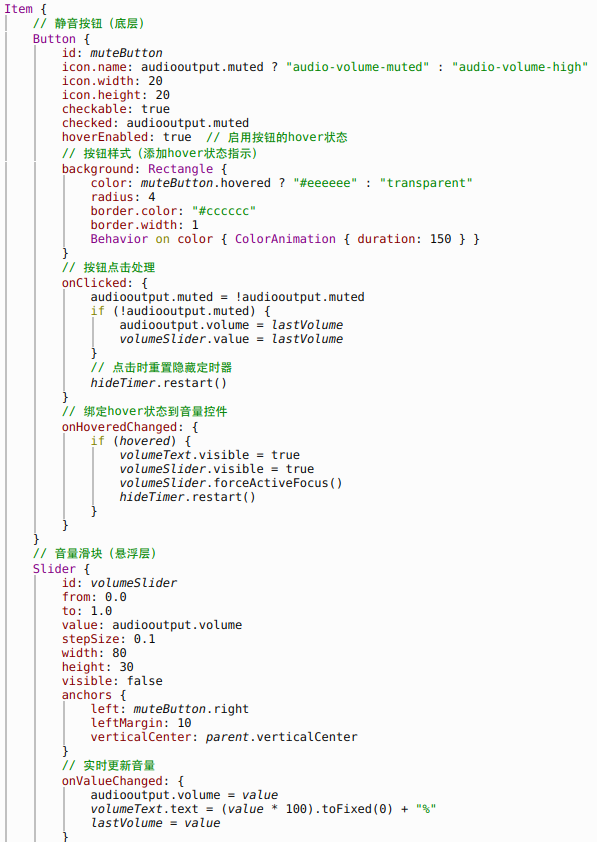 Item {
    // 静音按钮（底层）
    Button {
        id: muteButton
        icon.name: audiooutput.muted ? "audio-volume-muted" : "audio-volume-high"
        icon.width: 20
        icon.height: 20
        checkable: true
        checked: audiooutput.muted
        hoverEnabled: true  // 启用按钮的hover状态
        // 按钮样式（添加hover状态指示）
        background: Rectangle {
            color: muteButton.hovered ? "#eeeeee" : "transparent"
            radius: 4
            border.color: "#cccccc"
            border.width: 1
            Behavior on color { ColorAnimation { duration: 150 } }
        }
        // 按钮点击处理
        onClicked: {
            audiooutput.muted = !audiooutput.muted
            if (!audiooutput.muted) {
                audiooutput.volume = lastVolume
                volumeSlider.value = lastVolume
            }
            // 点击时重置隐藏定时器
            hideTimer.restart()
        }
        // 绑定hover状态到音量控件
        onHoveredChanged: {
            if (hovered) {
                volumeText.visible = true
                volumeSlider.visible = true
                volumeSlider.forceActiveFocus()
                hideTimer.restart()
            }
        }
    }
    // 音量滑块（悬浮层）
    Slider {
        id: volumeSlider
        from: 0.0
        to: 1.0
        value: audiooutput.volume
        stepSize: 0.1
        width: 80
        height: 30
        visible: false
        anchors {
            left: muteButton.right
            leftMargin: 10
            verticalCenter: parent.verticalCenter
        }
        // 实时更新音量
        onValueChanged: {
            audiooutput.volume = value
            volumeText.text = (value * 100).toFixed(0) + "%"
            lastVolume = value
        }